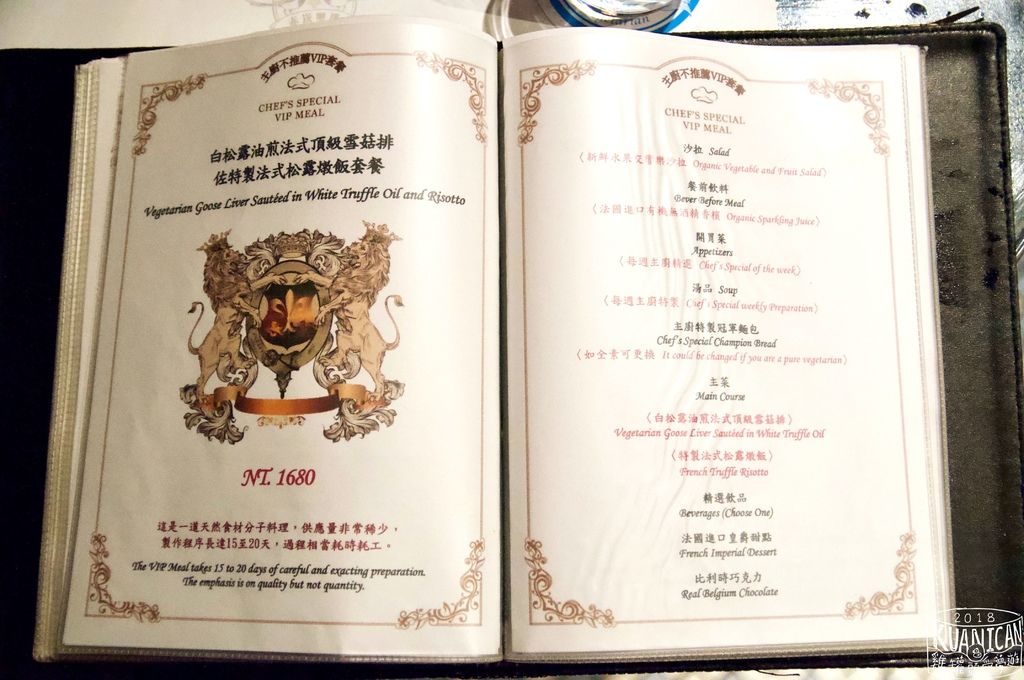 主廚不推薦VIP套餐
CHEF'S SPECIAL
VIP MEAL
白松露油煎法式頂級雪菇排
佐特製法式松露燉飯套餐
Vegetarian Goose Liver Sautéed in White Truffle Oil and Risotto
NT. 1680
這是一道天然食材分子料理，供應量非常稀少，
製作程序長達15至20天，過程相當耗時耗工。
The VIP Meal takes 15 to 20 days of careful and exacting preparation.
The emphasis is on quality but not quantity.
主廚不推薦VIP套餐
CHEF'S SPECIAL
VIP MEAL
沙拉 Salad
〈新鮮水果交響樂沙拉 Organic Vegetable and Fruit Salad〉
餐前飲料
Bever Before Meal
〈法國進口有機無酒精香檳 Organic Sparkling Juice〉
開胃菜
Appetizers
〈每週主廚精選 Chef's Special of the week〉
湯品 Soup
〈每週主廚特製 Chef's Special weekly Preparation〉
主廚特製冠軍麵包
Chef's Special Champion Bread
〈如全素可更換 It could be changed if you are a pure vegetarian〉
主菜
Main Course
〈白松露油煎法式頂級雪菇排〉
Vegetarian Goose Liver Sautéed in White Truffle Oil
〈特製法式松露燉飯〉
French Truffle Risotto
精選飲品
Beverages (Choose One)
法國進口皇爵甜點
French Imperial Dessert
比利時巧克力
Real Belgium Chocolate
2018
KUANICAN